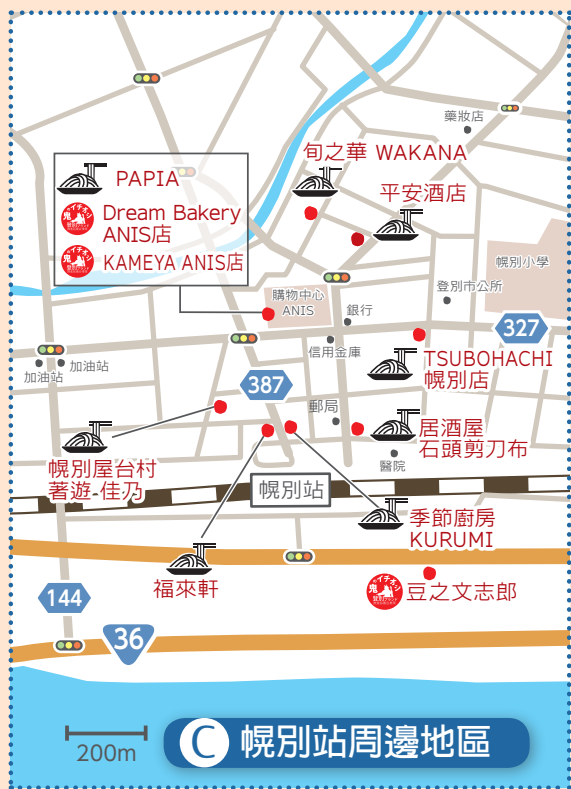 藥妝店
旬之華 WAKANA
平安酒店
PAPIA
Dream Bakery
ANIS店
KAMEYA ANIS店
幌別小學
登別市公所
購物中心
ANIS
銀行
327
信用金庫
加油站
加油站
TSUBOHACHI
幌別店
387
郵局
居酒屋
石頭剪刀布
醫院
幌別屋台村
著遊 佳乃
幌別站
季節廚房
KURUMI
福來軒
豆之文志郎
144
36
200m
C 幌別站周邊地區